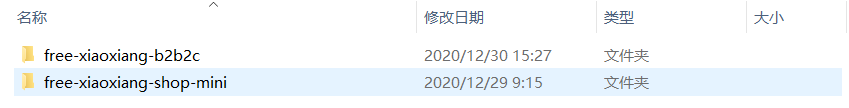 名称 修改日期 类型 大小
free-xiaoxiang-b2b2c 2020/12/30 15:27 文件夹
free-xiaoxiang-shop-mini 2020/12/29 9:15 文件夹